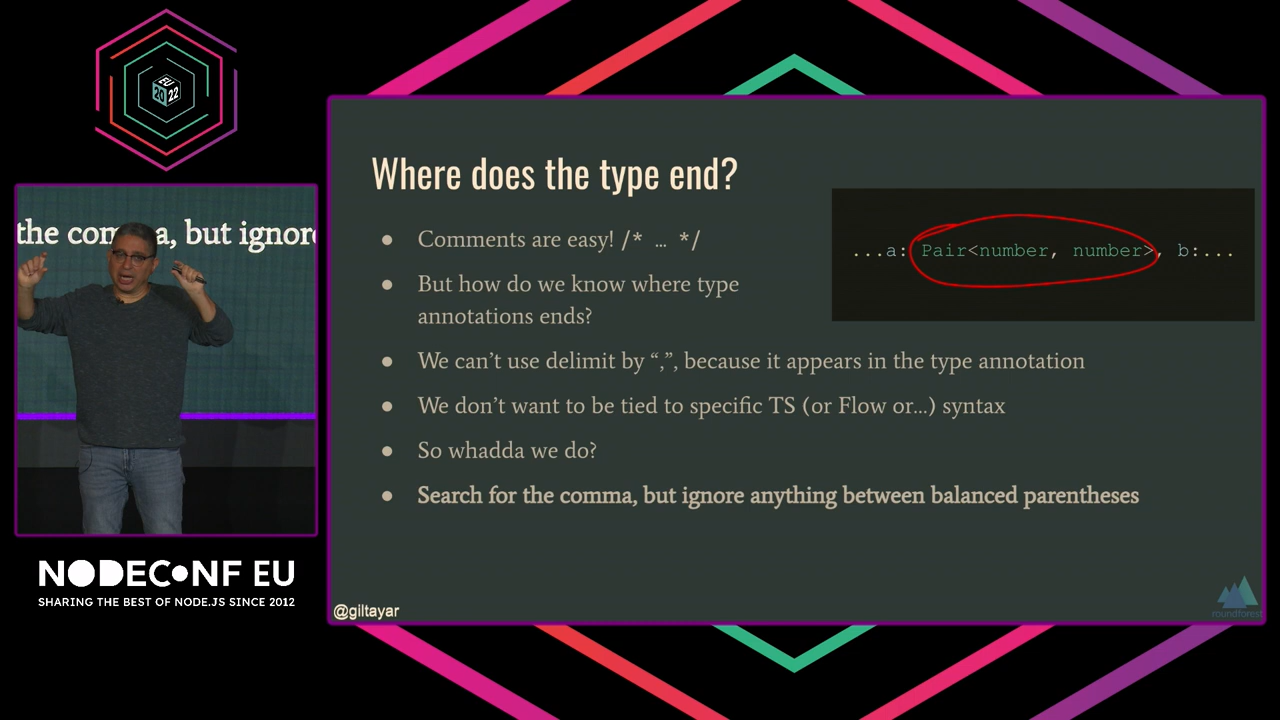 EU
20 22
the com a, but ignor
NODECONF EU
SHARING THE BEST OF NODE.JS SINCE 2012
Where does the type end?
● Comments are easy! /* … */
● But how do we know where type
annotations ends?
● We can’t use delimit by “,”, because it appears in the type annotation
● We don’t want to be tied to specific TS (or Flow or…) syntax
● So whadda we do?
● Search for the comma, but ignore anything between balanced parentheses
...a: Pair<number, number>, b:...
@giltayar
roundforest